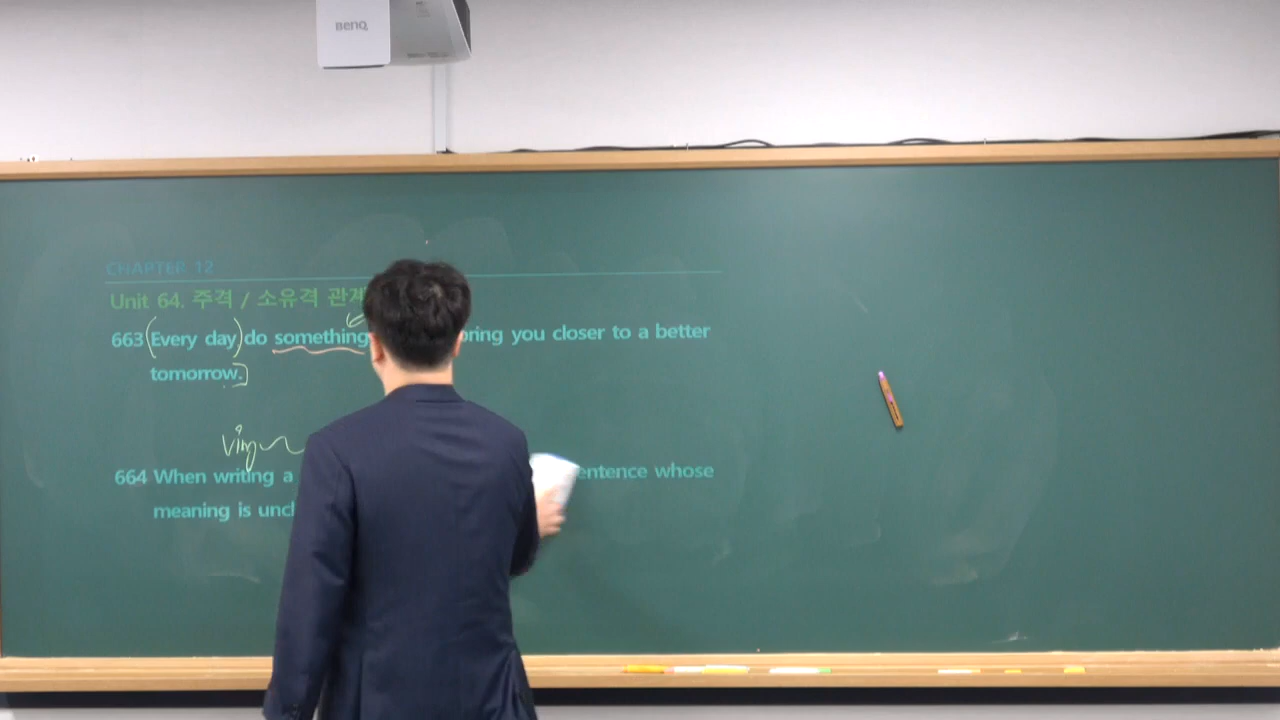 BenQ
CHAPTER 12
Unit 64. 주격 / 소유격 관계
663 (Every day) do something bring you closer to a better
tomorrow.]
Ving
664 When writing a entence whose
meaning is uncl